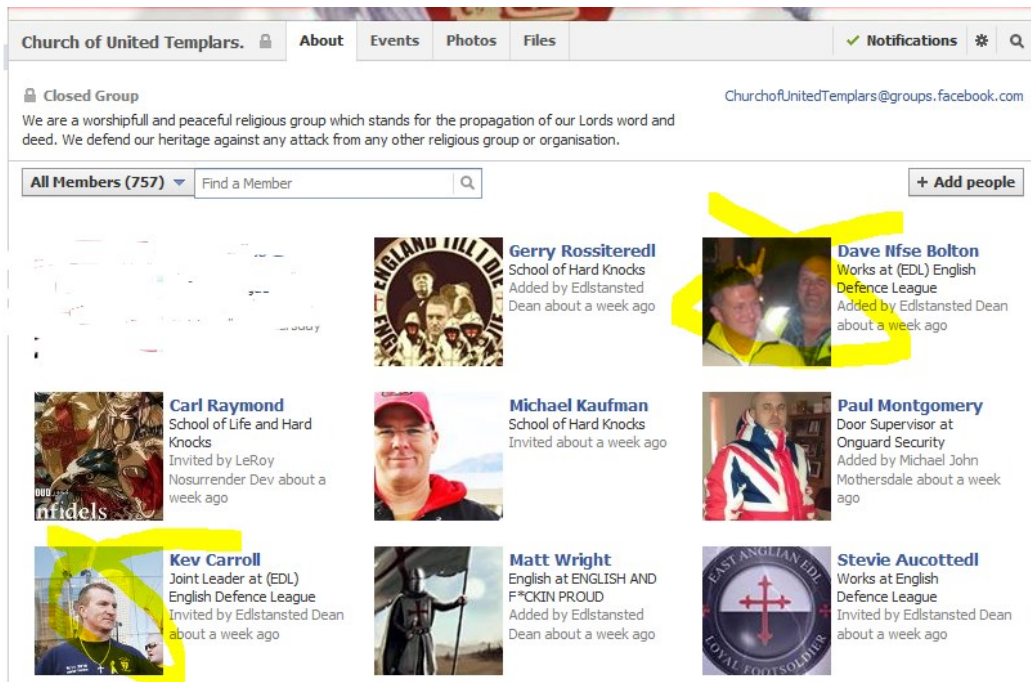 Church of United Templars.
About
Events
Photos
Files
Notifications
Closed Group
ChurchofUnitedTemplars@groups.facebook.com
We are a worshipfull and peaceful religious group which stands for the propagation of our Lords word and
deed. We defend our heritage against any attack from any other religious group or organisation.
All Members (757)
Find a Member
+ Add people
ENGLAND TILL I DIE
Gerry Rossiteredl
School of Hard Knocks
Added by Edlstansted
Dean about a week ago
Dave Nfse Bolton
Works at (EDL) English
Defence League
Added by Edlstansted Dean
about a week ago
Carl Raymond
School of Life and Hard
Knocks
Invited by LeRoy
Nosurrender Dev about a
week ago
nfidels
Michael Kaufman
School of Hard Knocks
Invited about a week ago
Paul Montgomery
Door Supervisor at
Onguard Security
Added by Michael John
Mothersdale about a week
ago
Kev Carroll
Joint Leader at (EDL)
English Defence League
Invited by Edlstansted Dean
about a week ago
Matt Wright
English at ENGLISH AND
F*CKIN PROUD
Added by Edlstansted
Dean about a week ago
EAST ANGLIAN EDL
LOYAL FOOTSOLDIER
Stevie Aucottedl
Works at English
Defence League
Invited by Edlstansted Dean
about a week ago